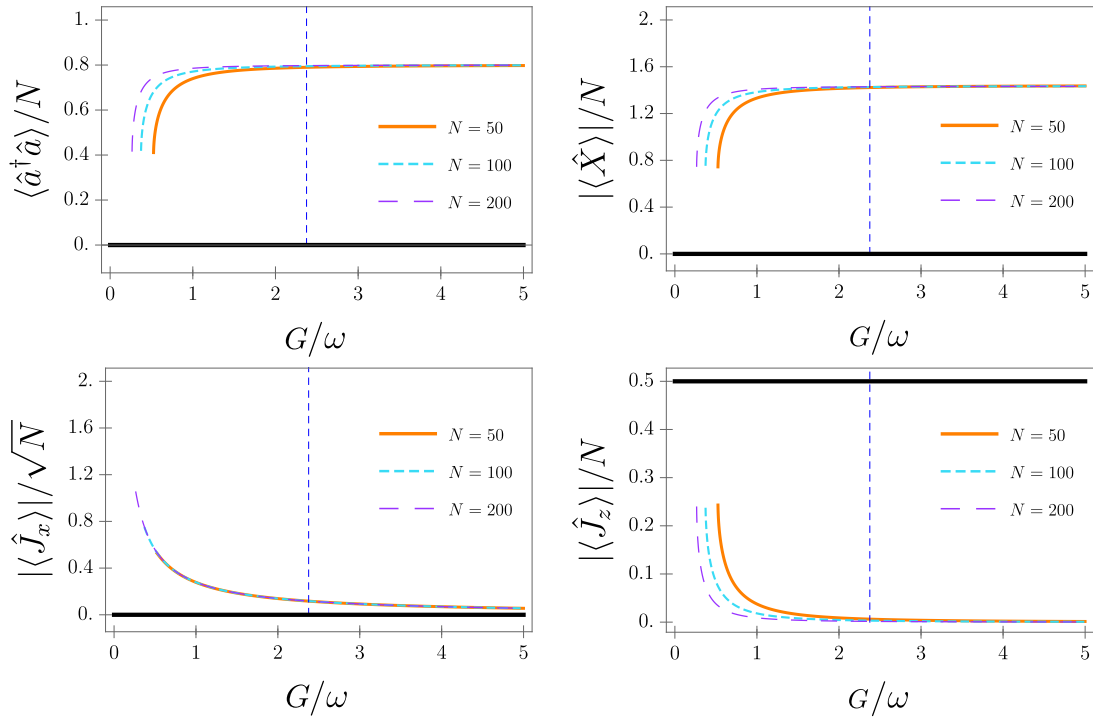 ⟨â†â⟩/N
1.
0.8
0.6
0.4
0.2
0.
N = 50
N = 100
N = 200
0 1 2 3 4 5
G/ω
|⟨X̂⟩|/N
2.
1.6
1.2
0.8
0.4
0.
N = 50
N = 100
N = 200
0 1 2 3 4 5
G/ω
|⟨Ĵx⟩|/√N
2.
1.6
1.2
0.8
0.4
0.
N = 50
N = 100
N = 200
0 1 2 3 4 5
G/ω
|⟨Ĵz⟩|/N
0.5
0.5
0.4
0.3
0.2
0.1
0.
N = 50
N = 100
N = 200
0 1 2 3 4 5
G/ω